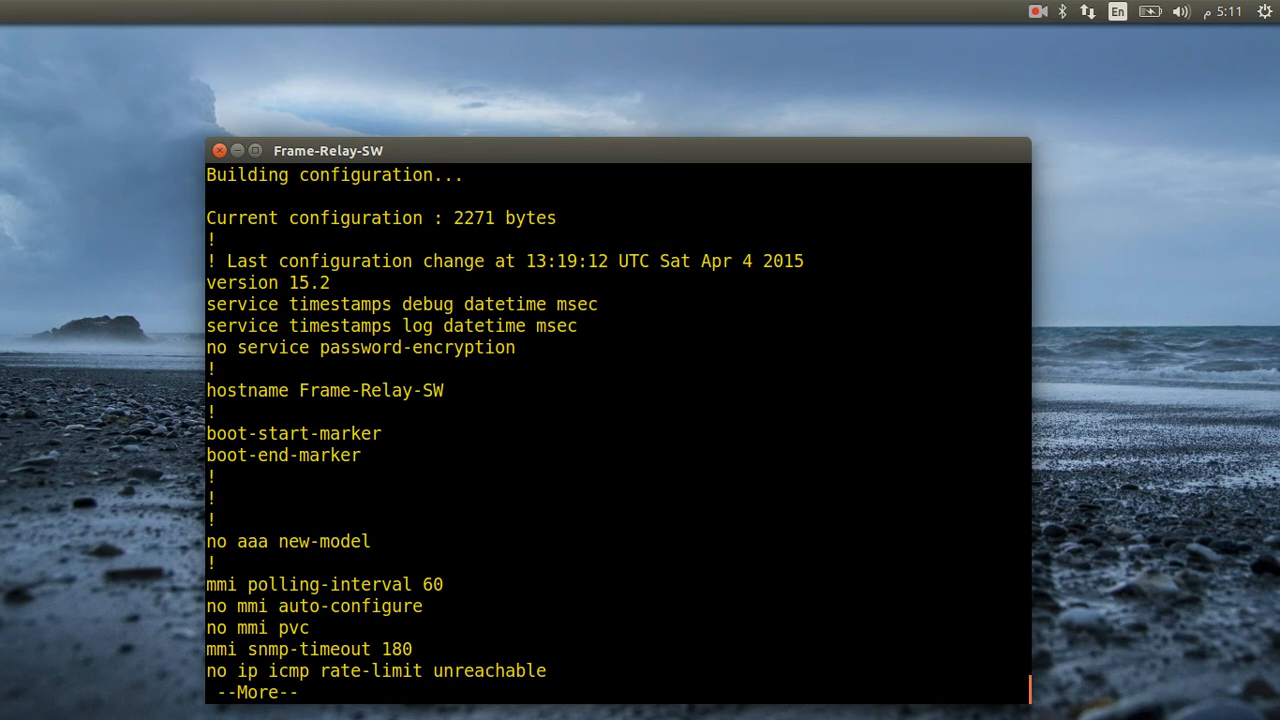 En م 5:11
Frame-Relay-SW
Building configuration...
Current configuration : 2271 bytes
!
! Last configuration change at 13:19:12 UTC Sat Apr 4 2015
version 15.2
service timestamps debug datetime msec
service timestamps log datetime msec
no service password-encryption
!
hostname Frame-Relay-SW
!
boot-start-marker
boot-end-marker
!
!
!
no aaa new-model
!
mmi polling-interval 60
no mmi auto-configure
no mmi pvc
mmi snmp-timeout 180
no ip icmp rate-limit unreachable
--More--